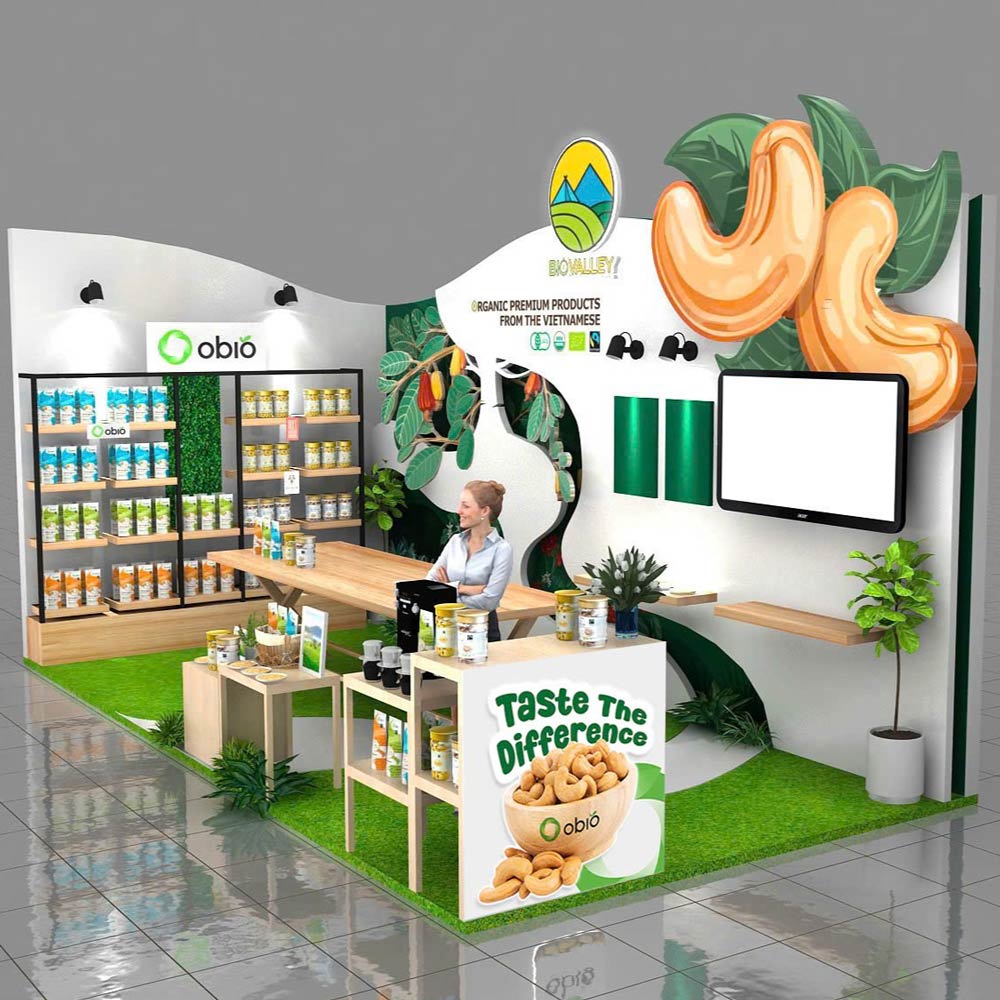 obio
obio
BIOVALLEY
ORGANIC PREMIUM PRODUCTS
FROM THE VIETNAMESE
acer
Taste The
Difference
obio